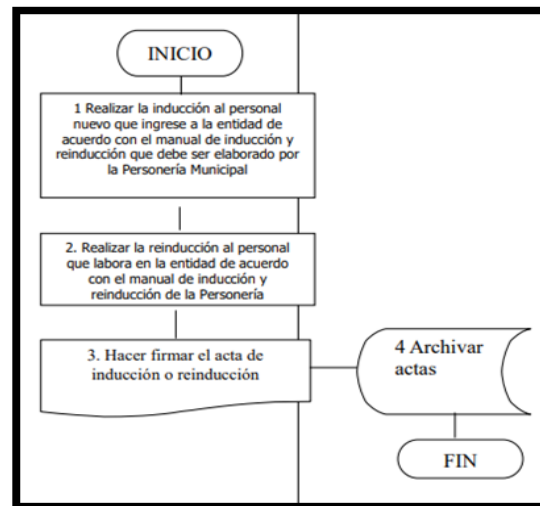 INICIO
1 Realizar la inducción al personal
nuevo que ingrese a la entidad de
acuerdo con el manual de inducción y
reinducción que debe ser elaborado por
la Personería Municipal
2. Realizar la reinducción al personal
que labora en la entidad de acuerdo
con el manual de inducción y
reinducción de la Personería
3. Hacer firmar el acta de
inducción o reinducción
4 Archivar
actas
FIN